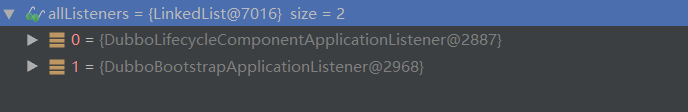 allListeners = {LinkedList@7016} size = 2
0 = {DubboLifecycleComponentApplicationListener@2887}
1 = {DubboBootstrapApplicationListener@2968}